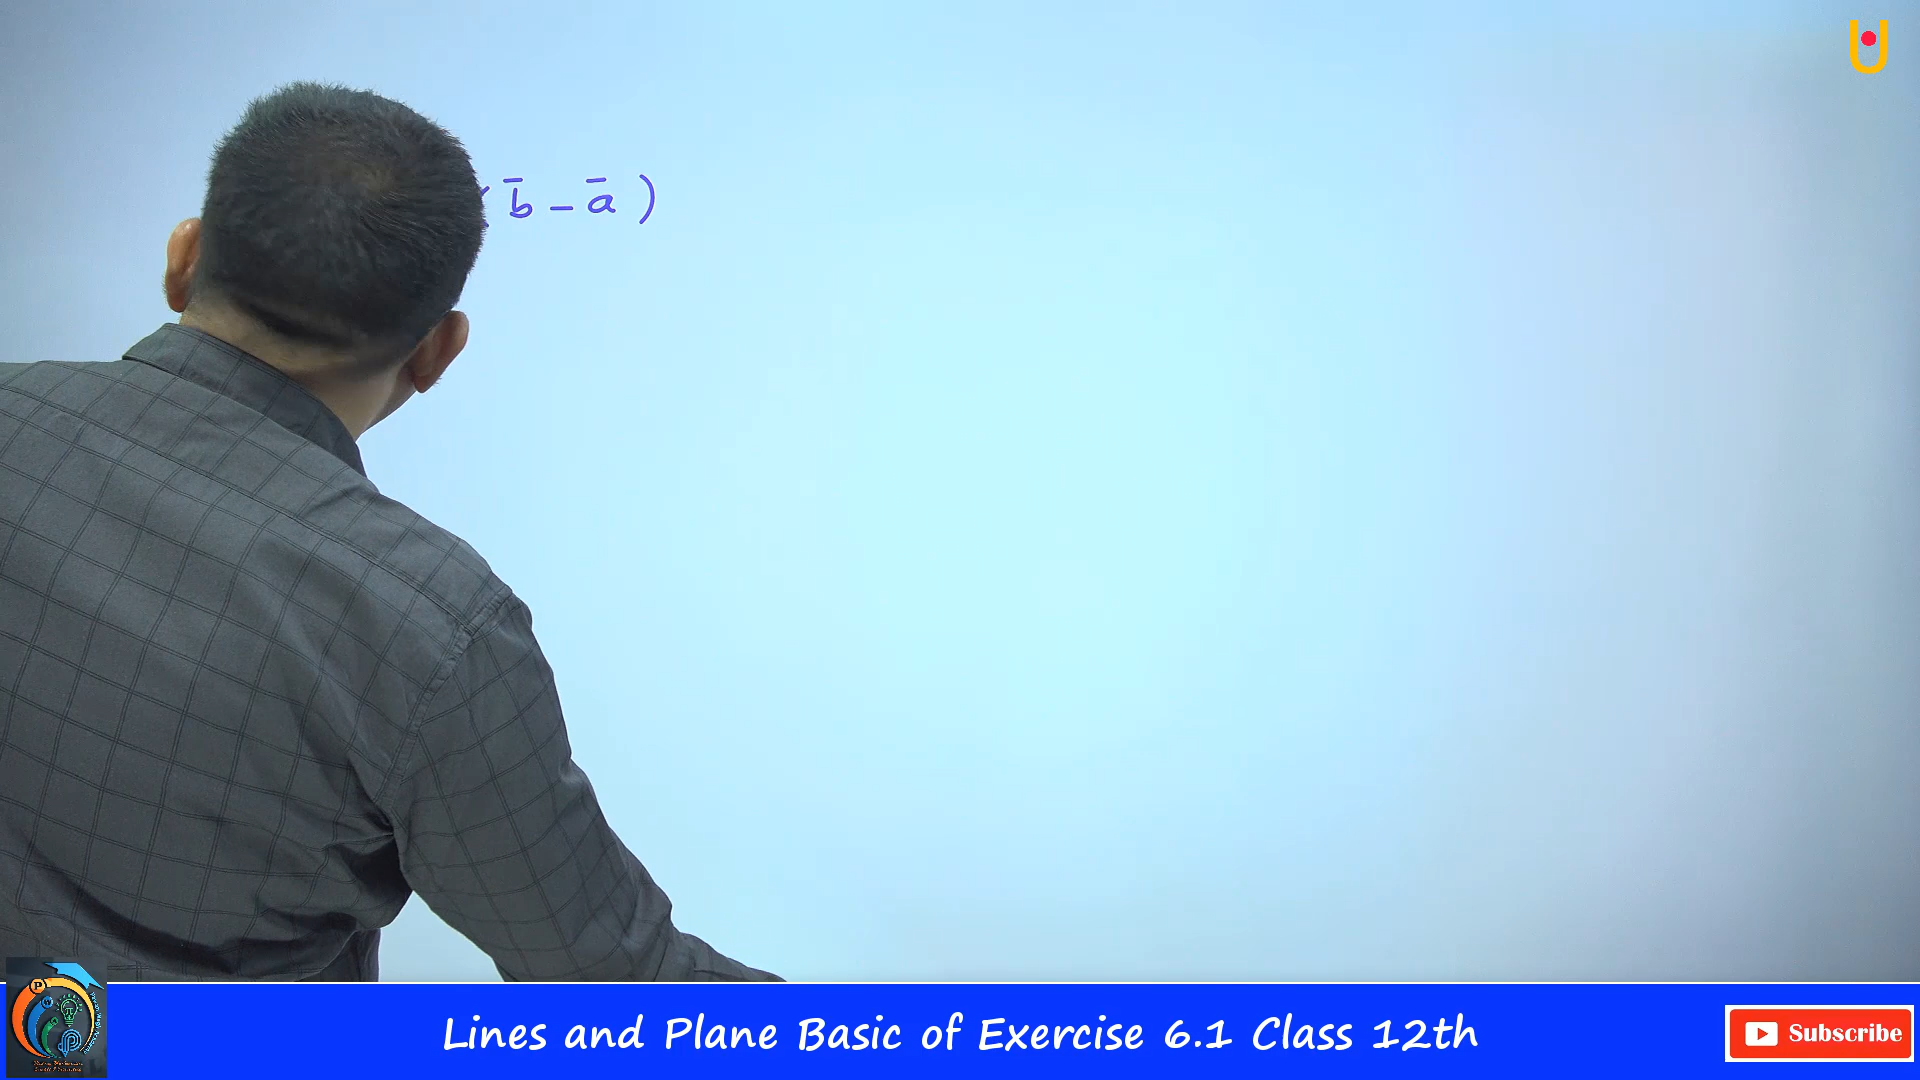 (b̄ – ā)
Lines and Plane Basic of Exercise 6.1 Class 12th
Subscribe